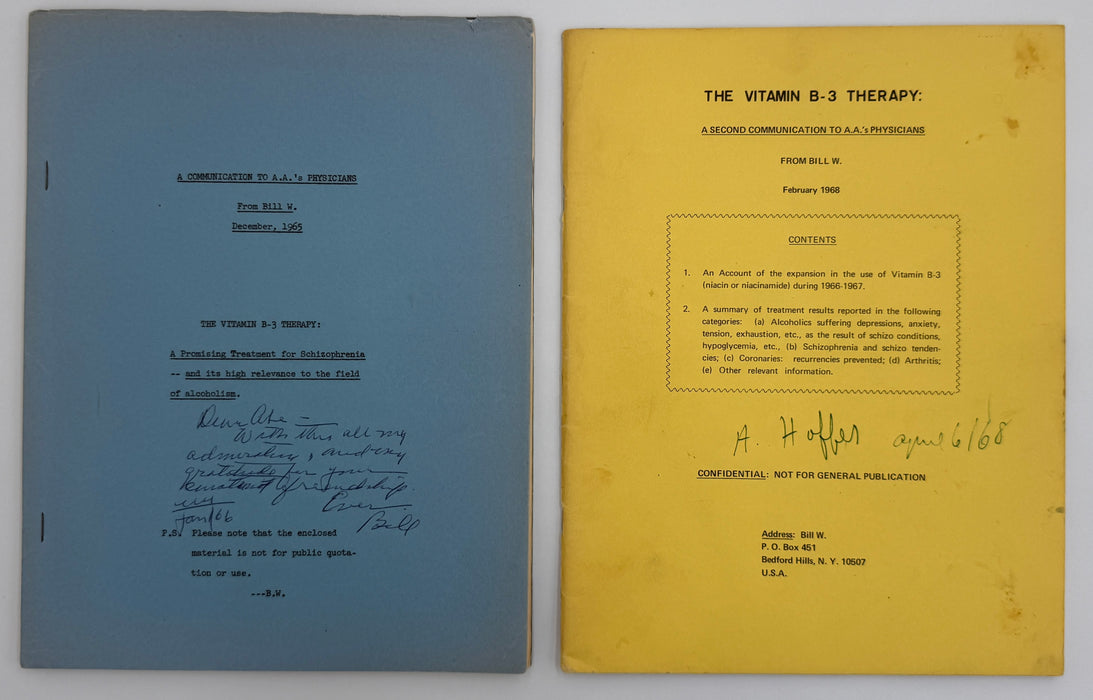 A COMMUNICATION TO A.A.'s PHYSICIANS
From Bill W.
December, 1965
THE VITAMIN B-3 THERAPY:
A Promising Treatment for Schizophrenia
-- and its high relevance to the field
of alcoholism.
Dear Abe —
With this all my
admiration, and my
gratitude for your
constant friendship.
Ever
Bill
Jan/66
P.S. Please note that the enclosed
material is not for public quota-
tion or use.
---B.W.
THE VITAMIN B-3 THERAPY:
A SECOND COMMUNICATION TO A.A.'s PHYSICIANS
FROM BILL W.
February 1968
CONTENTS
1. An Account of the expansion in the use of Vitamin B-3
(niacin or niacinamide) during 1966-1967.
2. A summary of treatment results reported in the following
categories: (a) Alcoholics suffering depressions, anxiety,
tension, exhaustion, etc., as the result of schizo conditions,
hypoglycemia, etc., (b) Schizophrenia and schizo tenden-
cies; (c) Coronaries: recurrencies prevented; (d) Arthritis;
(e) Other relevant information.
A. Hoffer april 6/68
CONFIDENTIAL: NOT FOR GENERAL PUBLICATION
Address: Bill W.
P. O. Box 451
Bedford Hills, N. Y. 10507
U.S.A.